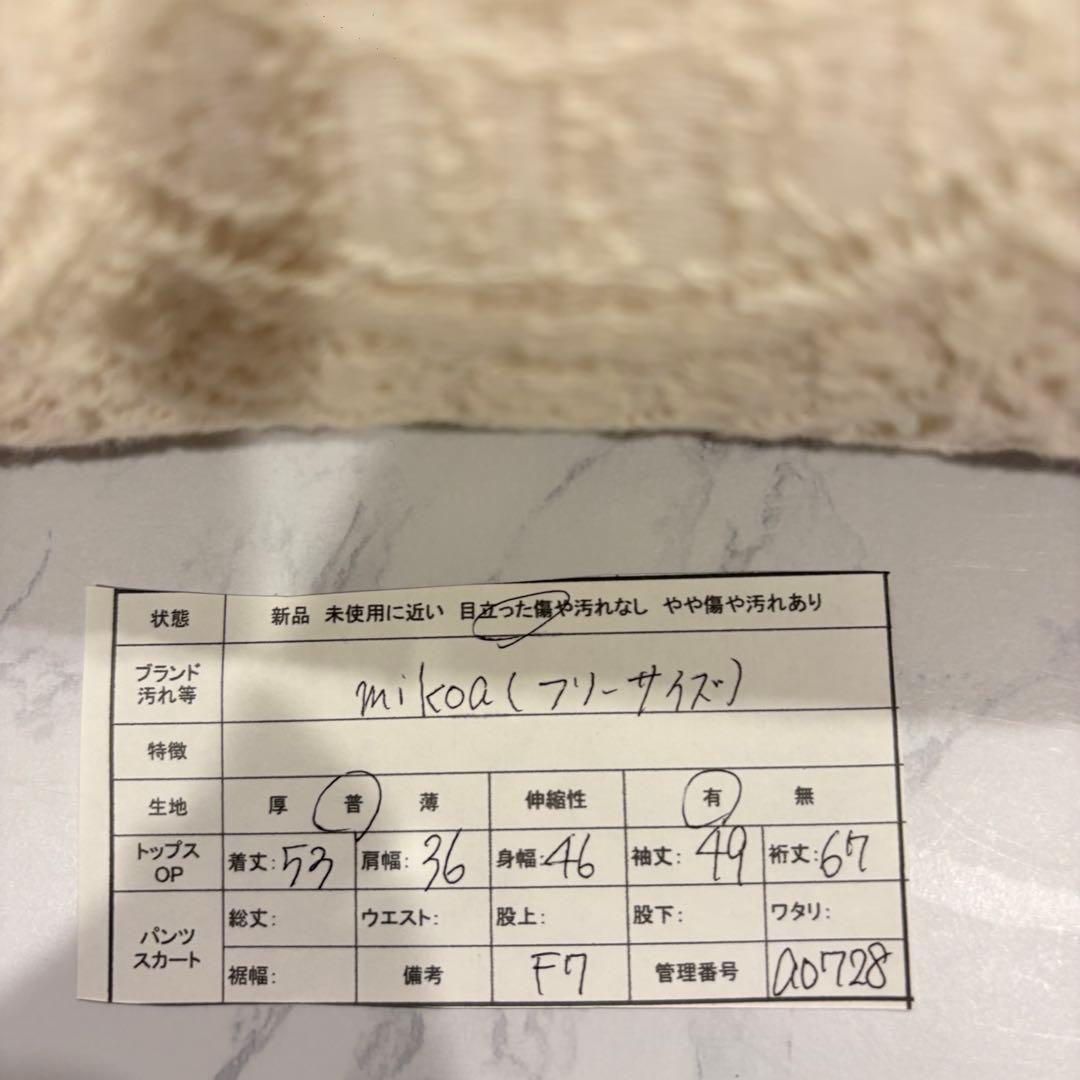 状態 新品 未使用に近い 目立った傷や汚れなし やや傷や汚れあり
ブランド
汚れ等 mikoa(フリーサイズ)
特徴
生地 厚 普 薄 伸縮性 有 無
トップス
OP 着丈:53 肩幅:36 身幅:46 袖丈:49 裄丈:67
パンツ
スカート 総丈: ウエスト: 股上: 股下: ワタリ:
裾幅: 備考 F7 管理番号 a0728